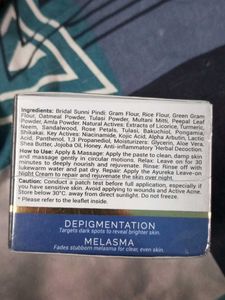 Ingredients: Bridal Sunni Pindi: Gram Flour, Rice Flour, Green Gram
Flour, Oatmeal Powder, Tulasi Powder, Multani Mitti, Peepal Leaf
Powder, Amla Powder. Natural Actives: Extracts of Licorice, Turmeric,
Neem, Sandalwood, Rose Petals, Tulasi, Bakuchiol, Pongamia,
Shikakai. Key Actives: Niacinamide, Kojic Acid, Alpha Arbutin, Lactic
Acid, Panthenol, 1,3 Propanediol, Moisturizers: Glycerin, Aloe Vera,
Shea Butter, Jojoba Oil, Honey. Anti-inflammatory Herbal Decoction.
How to Use: Apply & Massage: Apply the paste to clean, damp skin
and massage gently in circular motions. Relax: Leave on for 30
minutes to deeply nourish and rejuvenate. Rinse: Rinse off with
lukewarm water and pat dry. Repair: Apply the Ayureka Leave-on
Night Cream to repair and rejuvenate the skin over night.
Caution: Conduct a patch test before full application, especially if
you have sensitive skin. Avoid applying to wounds and Active Acne.
Store below 30°C. away from direct sunlight. Do not freeze.
• Please refer to the leaflet inside.
DEPIGMENTATION
Targets dark spots to reveal brighter skin.
MELASMA
Fades stubborn melasma for clear, even skin.